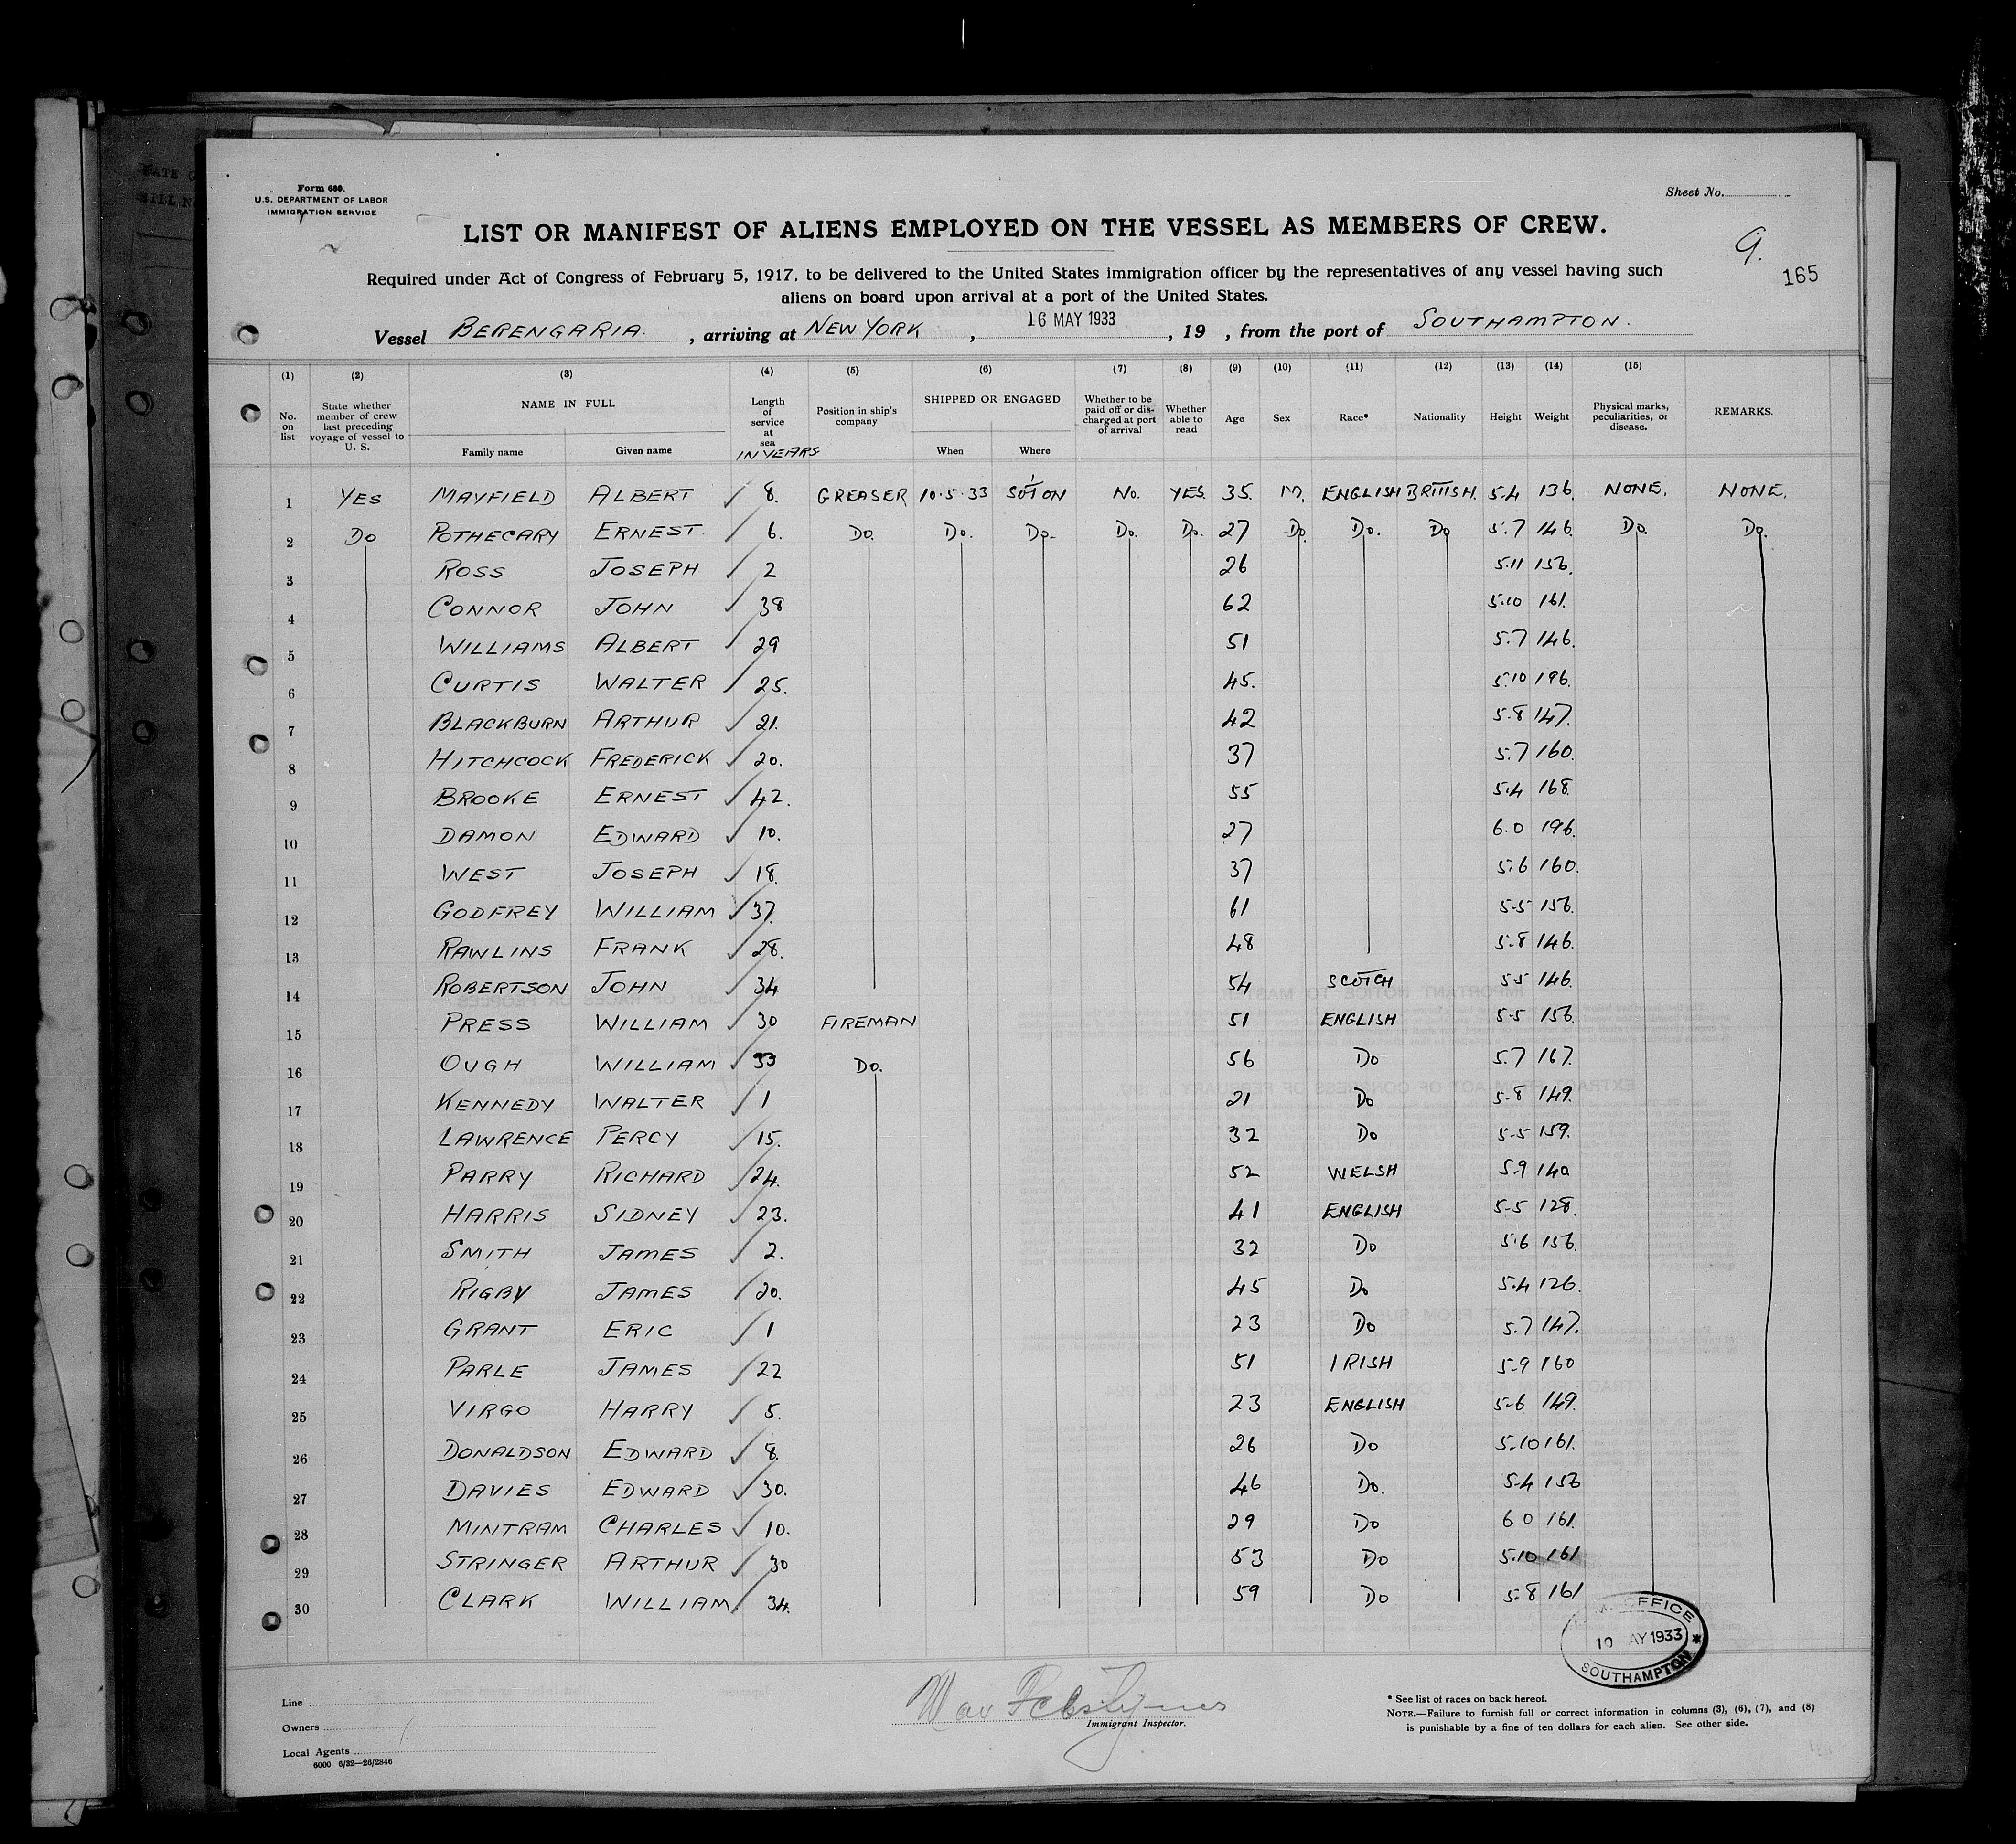 Form 680.
U.S. DEPARTMENT OF LABOR
IMMIGRATION SERVICE
Sheet No.
LIST OR MANIFEST OF ALIENS EMPLOYED ON THE VESSEL AS MEMBERS OF CREW.
9.
165
Required under Act of Congress of February 5, 1917, to be delivered to the United States immigration officer by the representatives of any vessel having such
aliens on board upon arrival at a port of the United States.
Vessel BERENGARIA , arriving at NEW YORK , 16 MAY 1933 , 19 , from the port of SOUTHAMPTON.
(1) (2) (3) (4) (5) (6) (7) (8) (9) (10) (11) (12) (13) (14) (15)
No. on list State whether member of crew last preceding voyage of vessel to U. S. NAME IN FULL Family name Given name Length of service at sea IN YEARS Position in ship's company SHIPPED OR ENGAGED When Where Whether to be paid off or discharged at port of arrival Whether able to read Age Sex Race* Nationality Height Weight Physical marks, peculiarities, or disease. REMARKS.
1 YES MAYFIELD ALBERT 8. GREASER 10.5.33 SO'TON No. YES. 35. M. ENGLISH BRITISH. 5.4 136. NONE. NONE.
2 Do POTHECARY ERNEST. 6. Do. Do. Do. Do. Do. 27 Do. Do. Do 5.7 146. Do. Do.
3 ROSS JOSEPH 2 26 5.11 156.
4 CONNOR JOHN 38 62 5.10 161.
5 WILLIAMS ALBERT 29 51 5.7 146.
6 CURTIS WALTER 25. 45. 5.10 196.
7 BLACKBURN ARTHUR 21. 42 5.8 147.
8 HITCHCOCK FREDERICK 20. 37 5.7 160.
9 BROOKE ERNEST 42. 55 5.4 168.
10 DAMON EDWARD 10. 27 6.0 196.
11 WEST JOSEPH 18. 37 5.6 160.
12 GODFREY WILLIAM 37. 61 5.5 156.
13 RAWLINS FRANK 28. 48 5.8 146.
14 ROBERTSON JOHN 34 54 SCOTCH 5.5 146.
15 PRESS WILLIAM 30 FIREMAN 51 ENGLISH 5.5 156.
16 OUGH WILLIAM 33 Do. 56 Do 5.7 167.
17 KENNEDY WALTER 1 21 Do 5.8 149.
18 LAWRENCE PERCY 15. 32 Do 5.5 159.
19 PARRY RICHARD 24. 52 WELSH 5.9 140
20 HARRIS SIDNEY 23. 41 ENGLISH 5.5 128.
21 SMITH JAMES 2. 32 Do 5.6 156.
22 RIGBY JAMES 20. 45 Do 5.4 126.
23 GRANT ERIC 1 23 Do 5.7 147.
24 PARLE JAMES 22 51 IRISH 5.9 160
25 VIRGO HARRY 5. 23 ENGLISH 5.6 149.
26 DONALDSON EDWARD 8. 26 Do 5.10 161.
27 DAVIES EDWARD 30. 46 Do. 5.4 156
28 MINTRAM CHARLES 10. 29 Do 6 0 161.
29 STRINGER ARTHUR 30 53 Do 5.10 161
30 CLARK WILLIAM 34. 59 Do 5.8 161
OFFICE
10 AY 1933
SOUTHAMPTON
Line
Owners
Local Agents
6000 6/32—26/2846
Immigrant Inspector.
* See list of races on back hereof.
NOTE.—Failure to furnish full or correct information in columns (3), (6), (7), and (8)
is punishable by a fine of ten dollars for each alien. See other side.